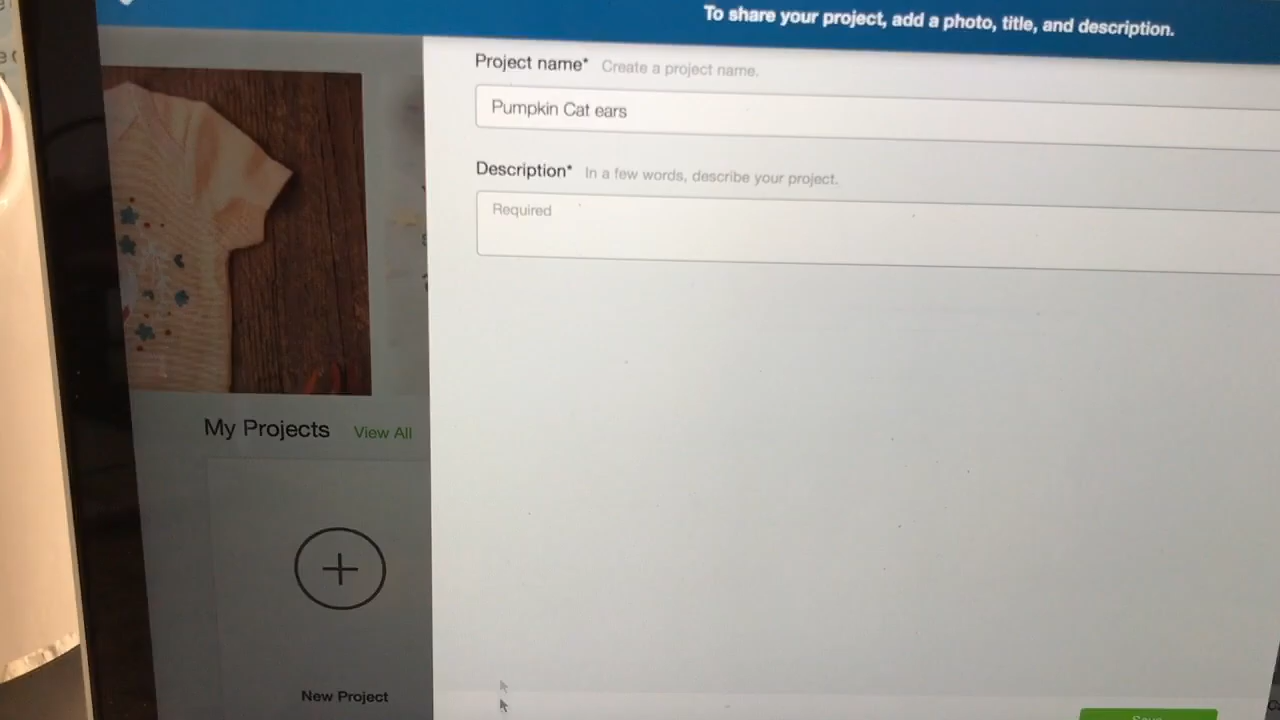 To share your project, add a photo, title, and description.
Project name* Create a project name.
Pumpkin Cat ears
Description* In a few words, describe your project.
Required
My Projects View All
New Project
Save